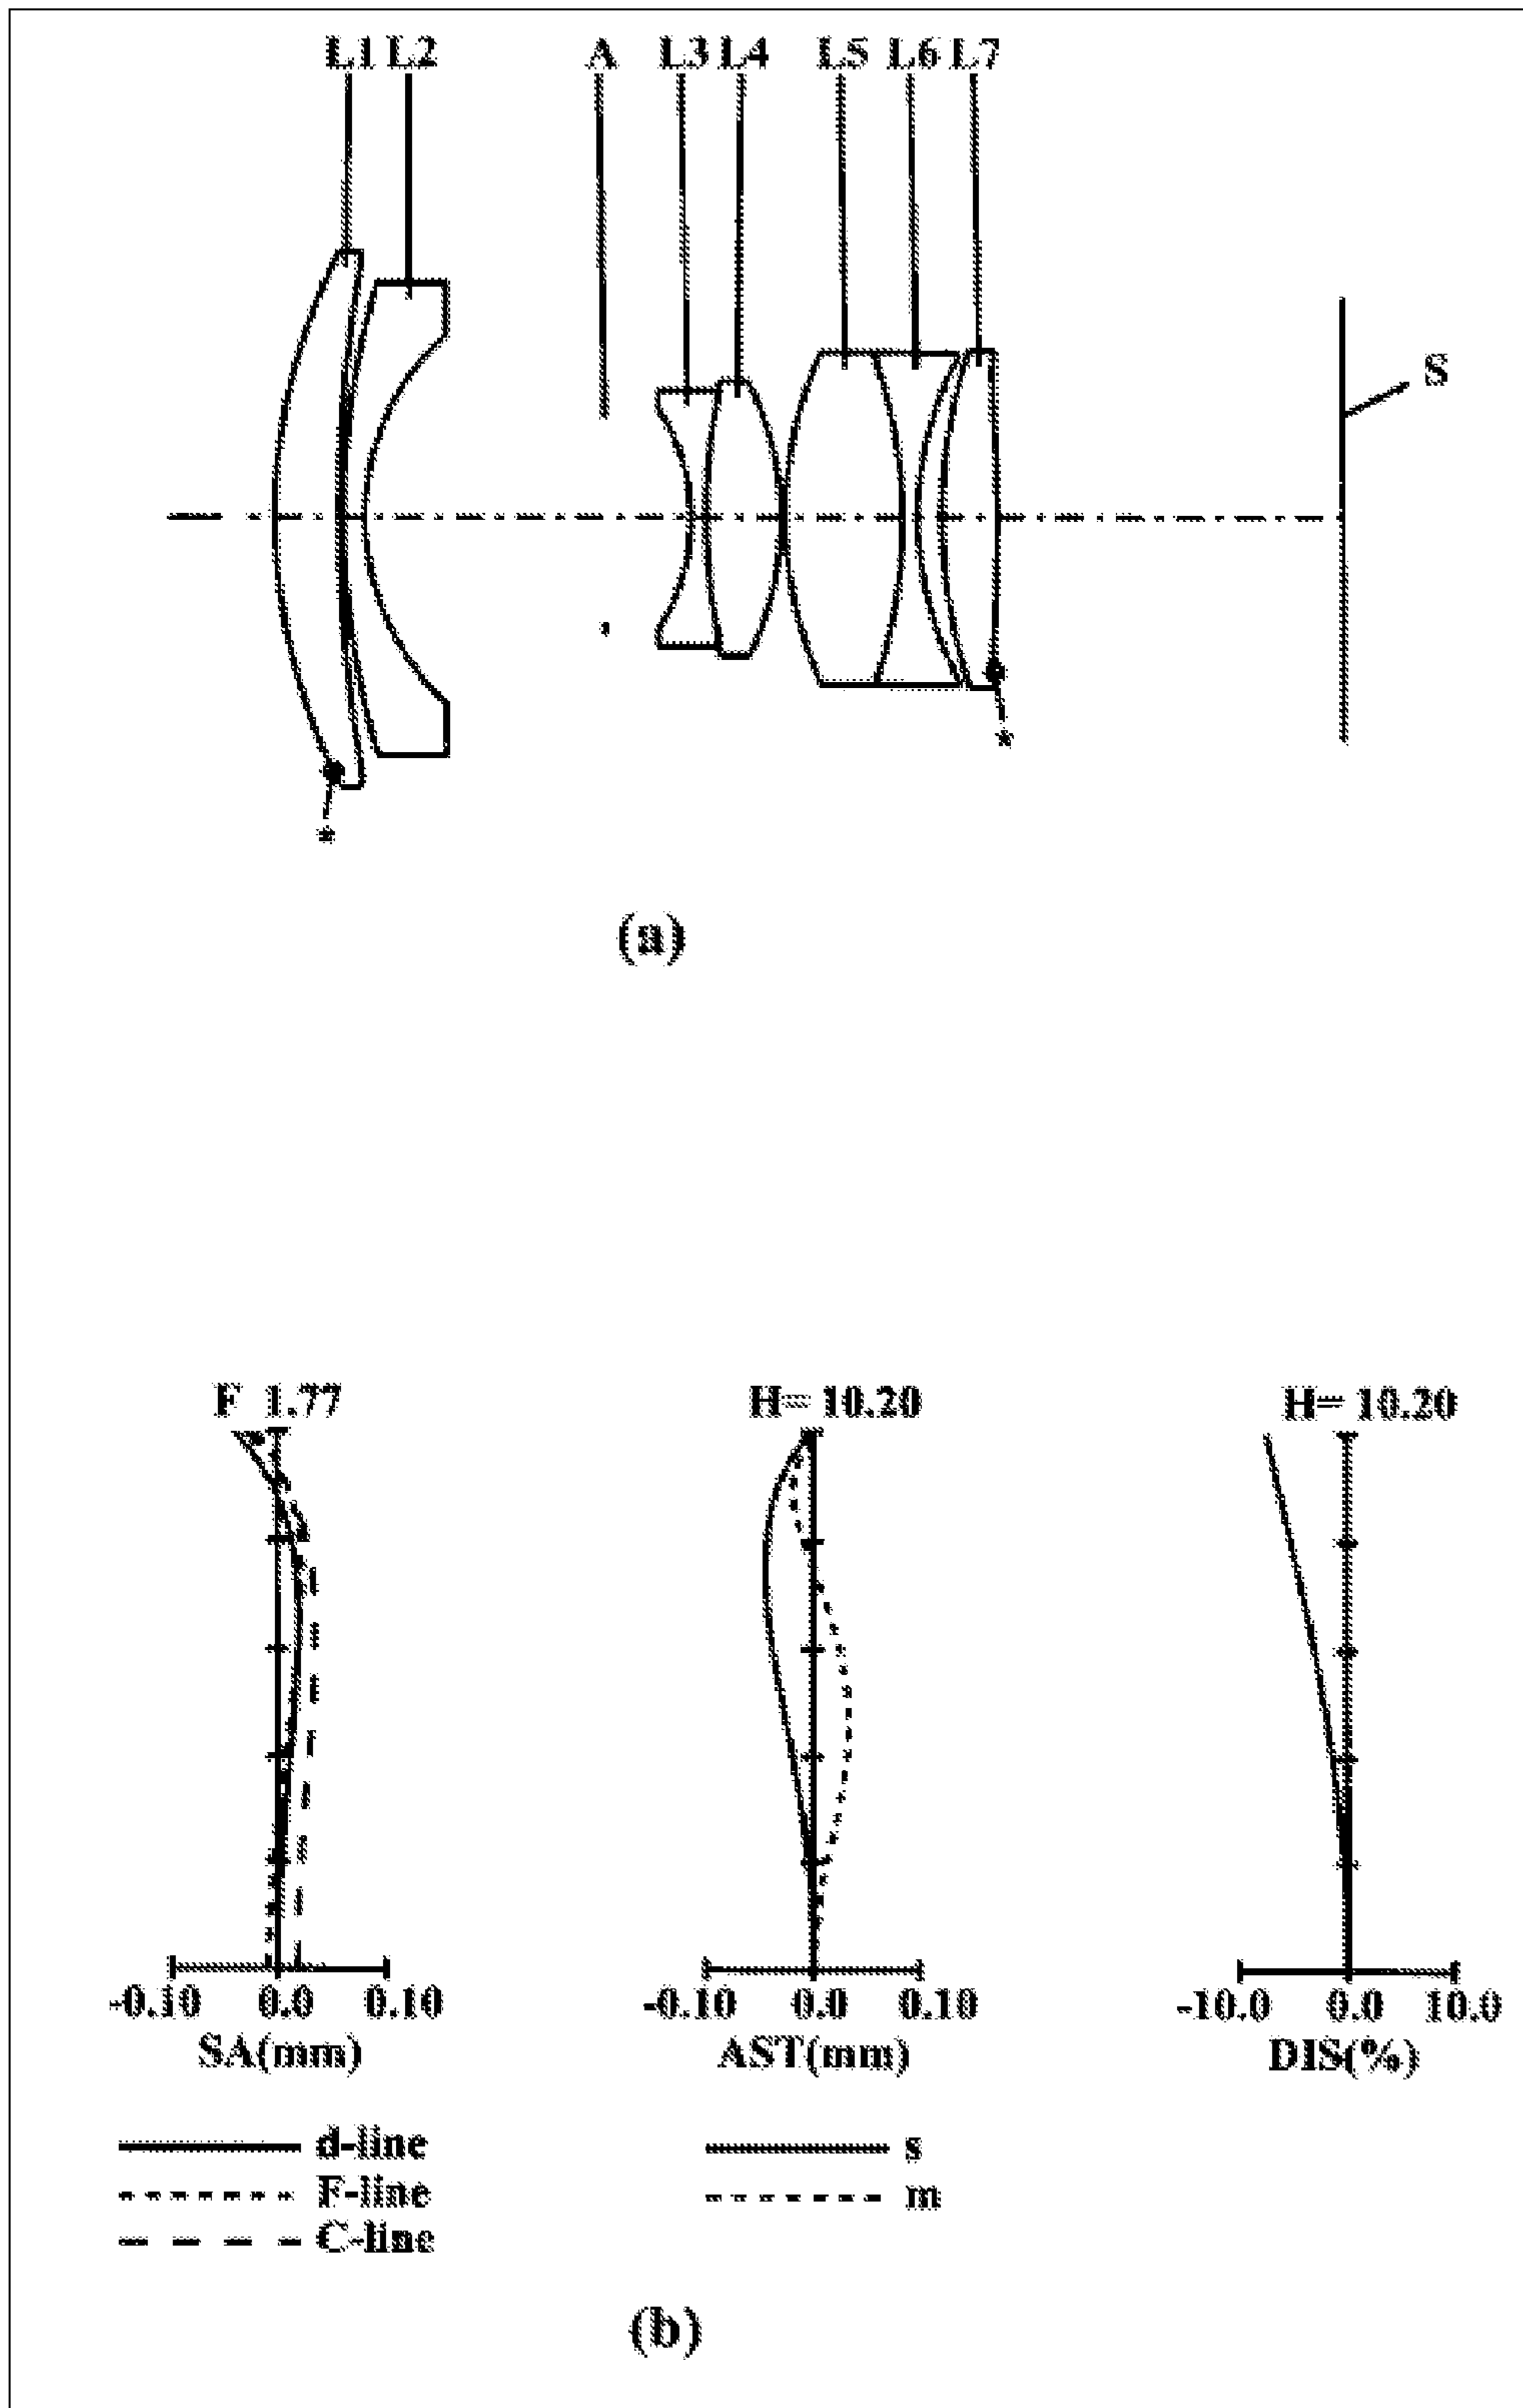 L1 L2 A L3 L4 L5 L6 L7
S
*
*
(a)
F 1.77 H= 10.20 H= 10.20
-0.10 0.0 0.10 -0.10 0.0 0.10 -10.0 0.0 10.0
SA(mm) AST(mm) DIS(%)
d-line s
F-line m
C-line
(b)